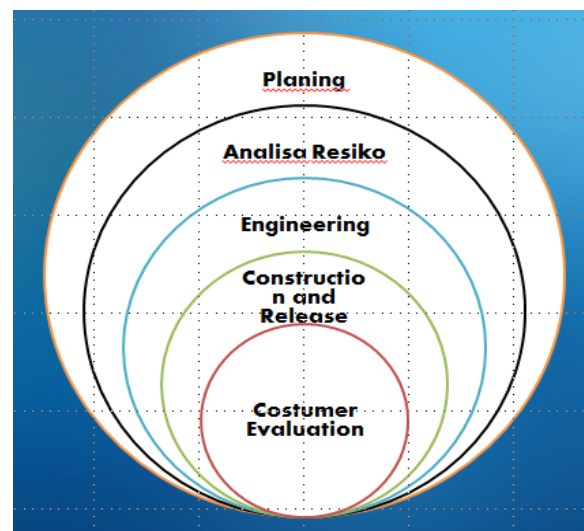 Planing
Analisa Resiko
Engineering
Constructio
n and
Release
Costumer
Evaluation